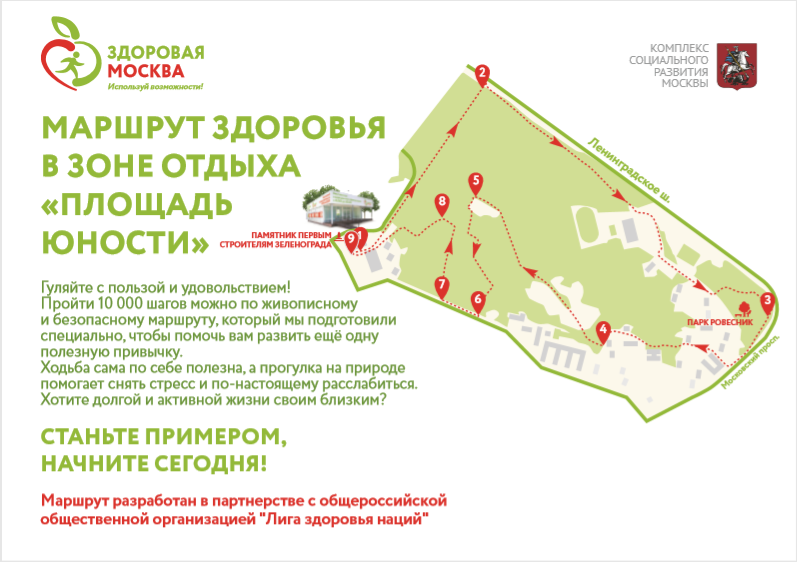 ЗДОРОВАЯ
МОСКВА
Используй возможности!
КОМПЛЕКС
СОЦИАЛЬНОГО
РАЗВИТИЯ
МОСКВЫ
МАРШРУТ ЗДОРОВЬЯ
В ЗОНЕ ОТДЫХА
«ПЛОЩАДЬ
ЮНОСТИ»
Гуляйте с пользой и удовольствием!
Пройти 10 000 шагов можно по живописному
и безопасному маршруту, который мы подготовили
специально, чтобы помочь вам развить ещё одну
полезную привычку.
Ходьба сама по себе полезна, а прогулка на природе
помогает снять стресс и по-настоящему расслабиться.
Хотите долгой и активной жизни своим близким?
СТАНЬТЕ ПРИМЕРОМ,
НАЧНИТЕ СЕГОДНЯ!
Маршрут разработан в партнерстве с общероссийской
общественной организацией "Лига здоровья наций"
2
Ленинградское ш.
5
8
ПАМЯТНИК ПЕРВЫМ
СТРОИТЕЛЯМ ЗЕЛЕНОГРАДА
9
1
7
6
4
3
ПАРК РОВЕСНИК
Московский просп.